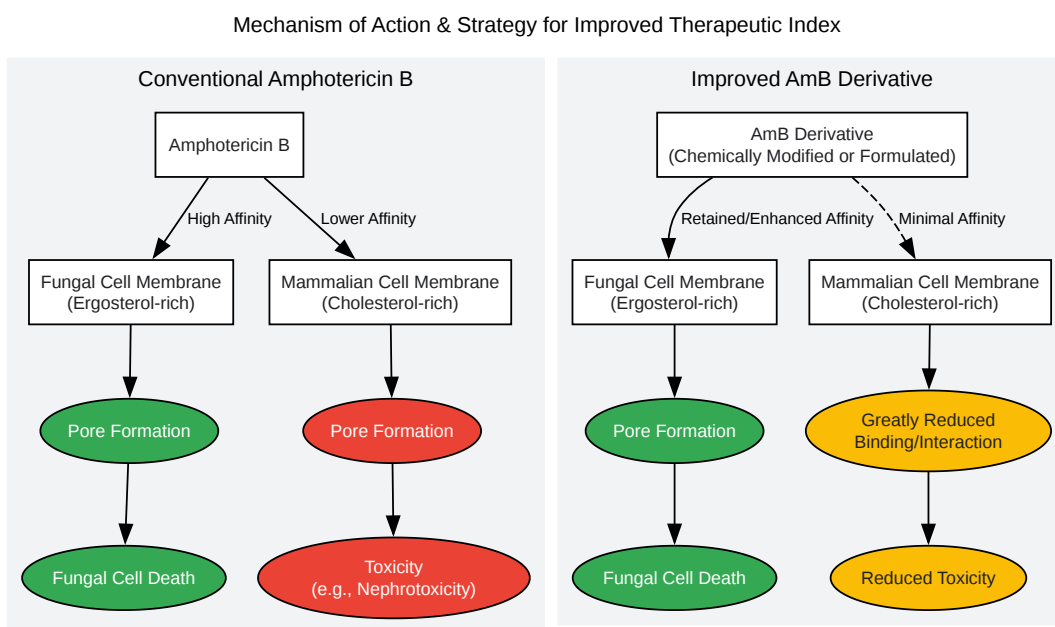 Mechanism of Action & Strategy for Improved Therapeutic Index
Conventional Amphotericin B
Amphotericin B
High Affinity
Lower Affinity
Fungal Cell Membrane
(Ergosterol-rich)
Mammalian Cell Membrane
(Cholesterol-rich)
Pore Formation
Pore Formation
Fungal Cell Death
Toxicity
(e.g., Nephrotoxicity)
Improved AmB Derivative
AmB Derivative
(Chemically Modified or Formulated)
Retained/Enhanced Affinity
Minimal Affinity
Fungal Cell Membrane
(Ergosterol-rich)
Mammalian Cell Membrane
(Cholesterol-rich)
Pore Formation
Greatly Reduced
Binding/Interaction
Fungal Cell Death
Reduced Toxicity